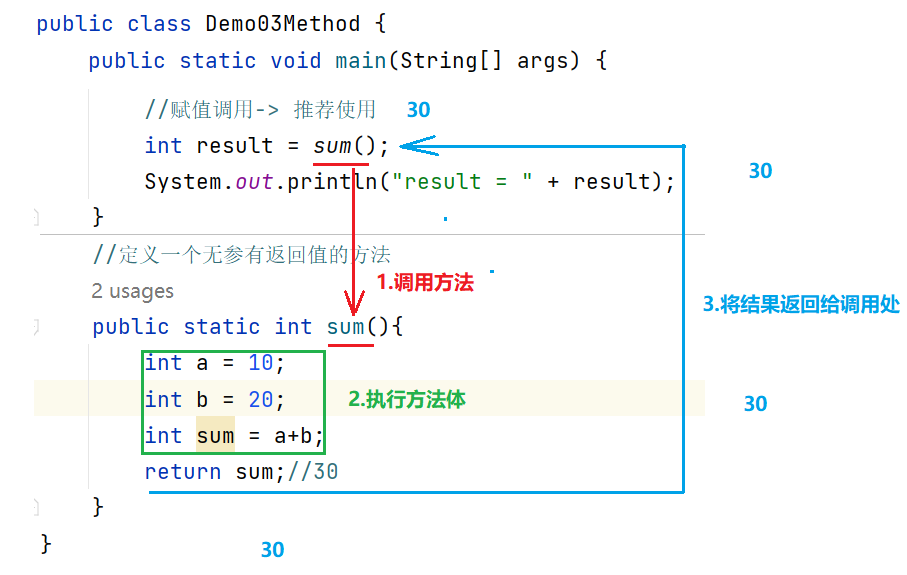 public class Demo03Method {
public static void main(String[] args) {
//赋值调用-> 推荐使用 30
int result = sum();
30
System.out.println("result = " + result);
}
//定义一个无参有返回值的方法
1.调用方法
2 usages
3.将结果返回给调用处
public static int sum(){
int a = 10;
int b = 20; 2.执行方法体
30
int sum = a+b;
return sum;//30
}
}
30